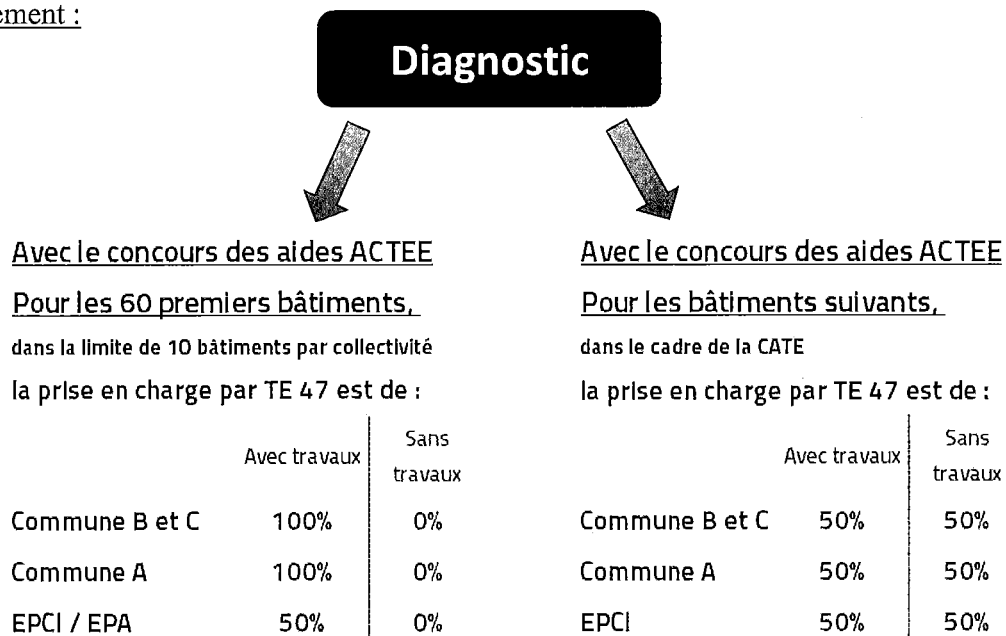 ement :
Diagnostic
Avec le concours des aides ACTEE
Pour les 60 premiers bâtiments,
dans la limite de 10 bâtiments par collectivité
la prise en charge par TE 47 est de :
Avec travaux Sans travaux
Commune B et C 100% 0%
Commune A 100% 0%
EPCI / EPA 50% 0%
Avec le concours des aides ACTEE
Pour les bâtiments suivants,
dans le cadre de la CATE
la prise en charge par TE 47 est de :
Avec travaux Sans travaux
Commune B et C 50% 50%
Commune A 50% 50%
EPCI 50% 50%